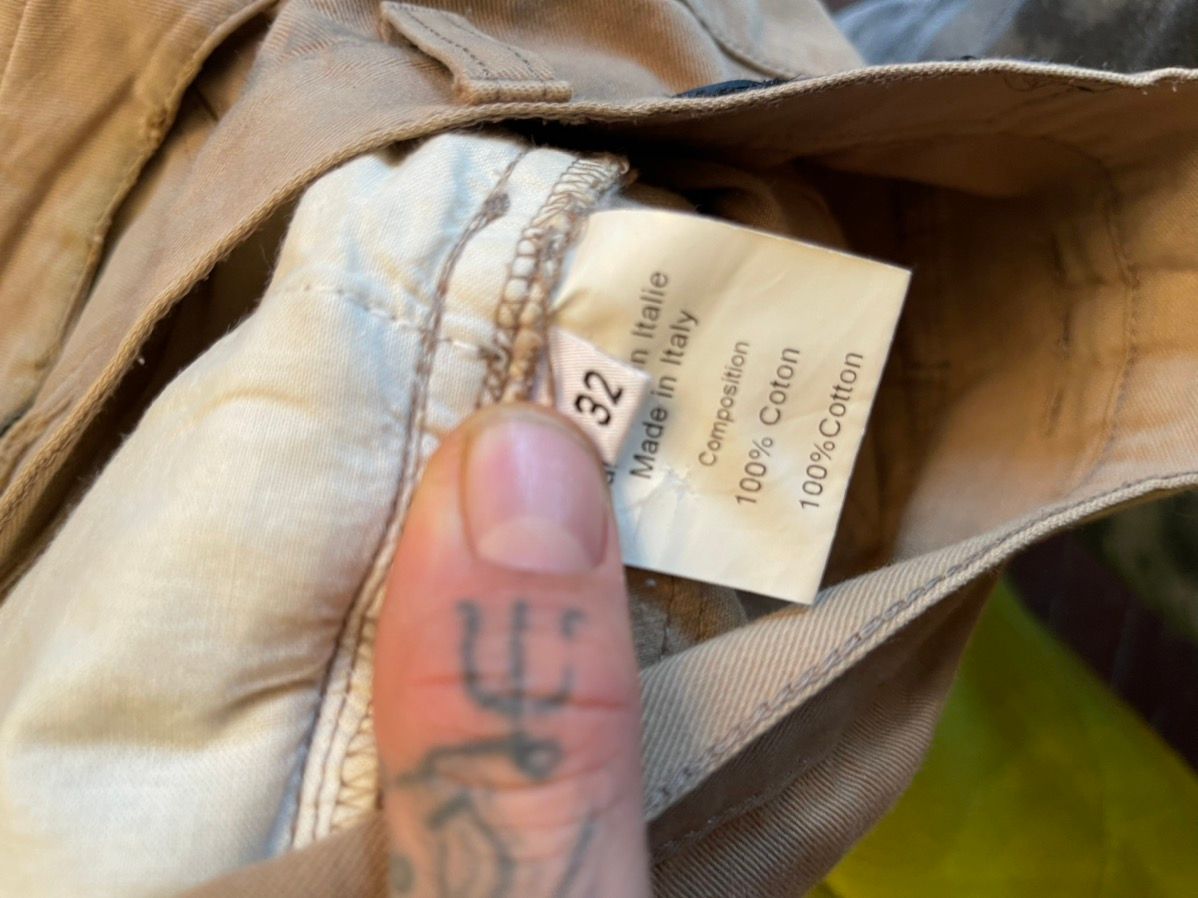 32
n Italie
Made in Italy
Composition
100% Coton
100%Cotton